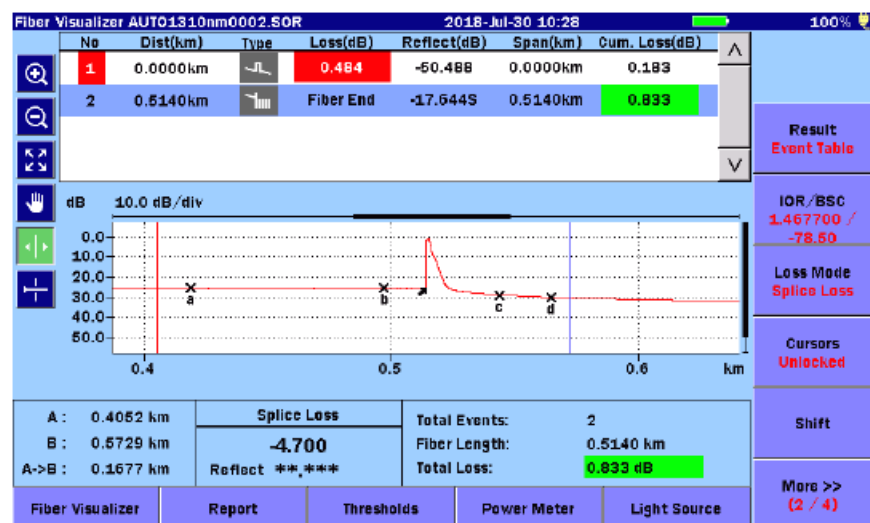 Fiber Visualizer AUTO1310nm0002.SOR 2018-Jul-30 10:28 100%
No Dist(km) Type Loss(dB) Reflect(dB) Span(km) Cum. Loss(dB)
1 0.0000km 0.484 -50.488 0.0000km 0.183
2 0.5140km Fiber End -17.644S 0.5140km 0.833
Result
Event Table
dB 10.0 dB/div
IOR/BSC
1.467700 /
-78.50
0.0
10.0
20.0
30.0
40.0
50.0
a b c d
0.4 0.5 0.6 km
Loss Mode
Splice Loss
Cursors
Unlocked
A : 0.4052 km
B : 0.5729 km
A->B : 0.1677 km
Splice Loss
-4.700
Reflect **.***
Total Events: 2
Fiber Length: 0.5140 km
Total Loss: 0.833 dB
Shift
More >>
(2 / 4)
Fiber Visualizer Report Thresholds Power Meter Light Source